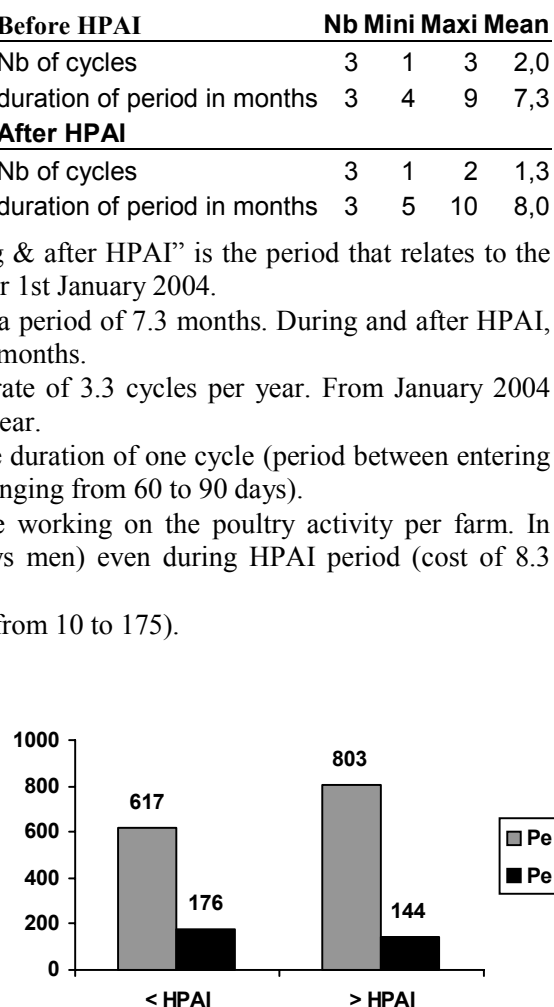 Before HPAI Nb Mini Maxi Mean
Nb of cycles 3 1 3 2,0
duration of period in months 3 4 9 7,3
After HPAI
Nb of cycles 3 1 2 1,3
duration of period in months 3 5 10 8,0
& after HPAI” is the period that relates to the
1st January 2004.
a period of 7.3 months. During and after HPAI,
months.
rate of 3.3 cycles per year. From January 2004
duration of one cycle (period between entering
from 60 to 90 days).
working on the poultry activity per farm. In
men) even during HPAI period (cost of 8.3
from 10 to 175).
1000
800
600
400
200
0
617
176
803
144
< HPAI
> HPAI
Pe
Pe